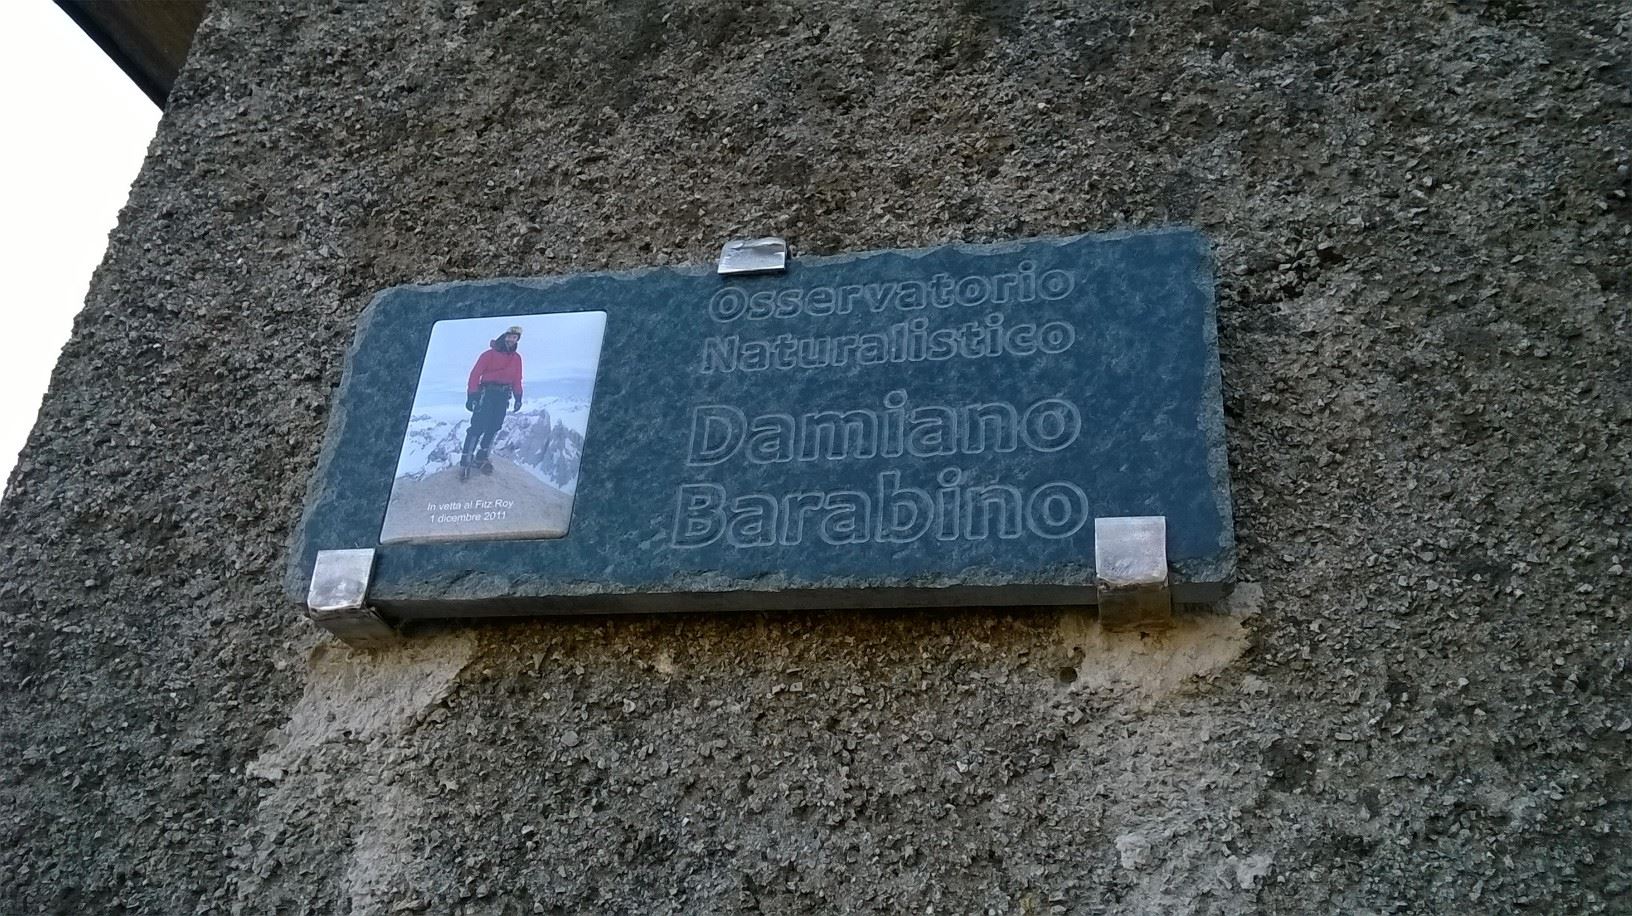 Osservatorio
Naturalistico
Damiano
Barabino
In vetta al Fitz Roy
1 dicembre 2011